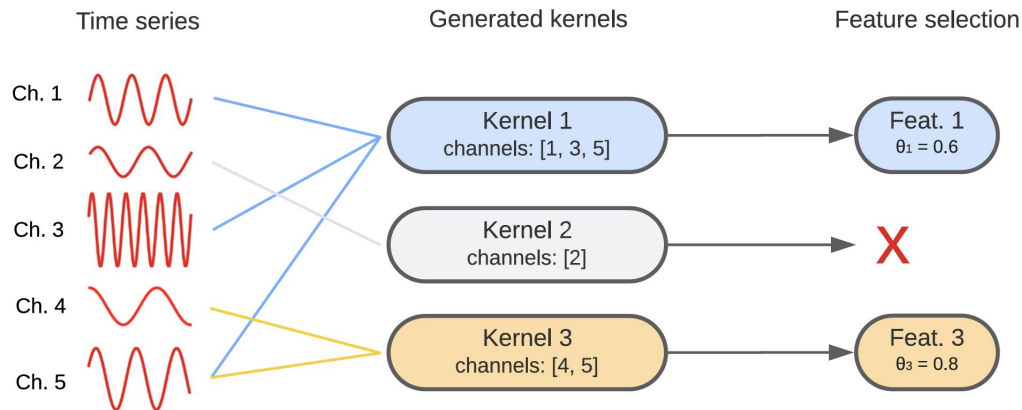 Time series
Generated kernels
Feature selection
Ch. 1
Ch. 2
Ch. 3
Ch. 4
Ch. 5
Kernel 1
channels: [1, 3, 5]
Kernel 2
channels: [2]
Kernel 3
channels: [4, 5]
Feat. 1
θ₁ = 0.6
X
Feat. 3
θ₃ = 0.8